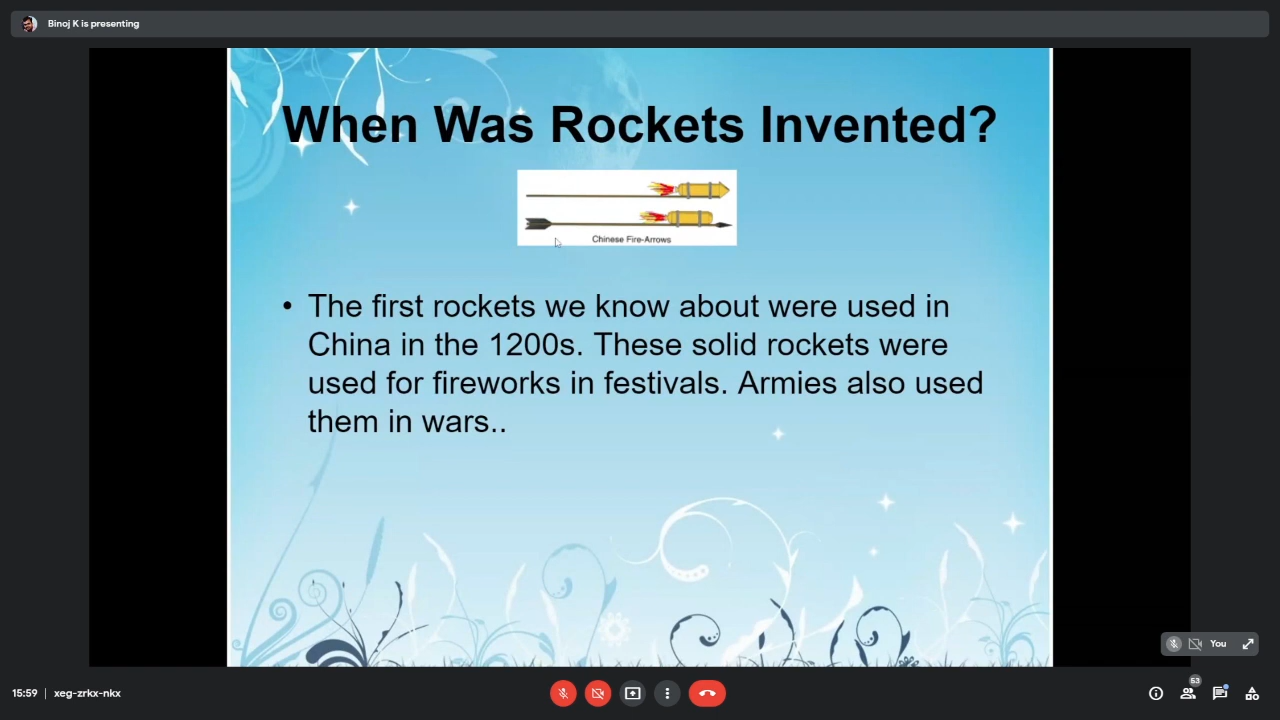 Binoj K is presenting
When Was Rockets Invented?
Chinese Fire-Arrows
• The first rockets we know about were used in
China in the 1200s. These solid rockets were
used for fireworks in festivals. Armies also used
them in wars..
You
53
15:59 | xeg-zrkx-nkx